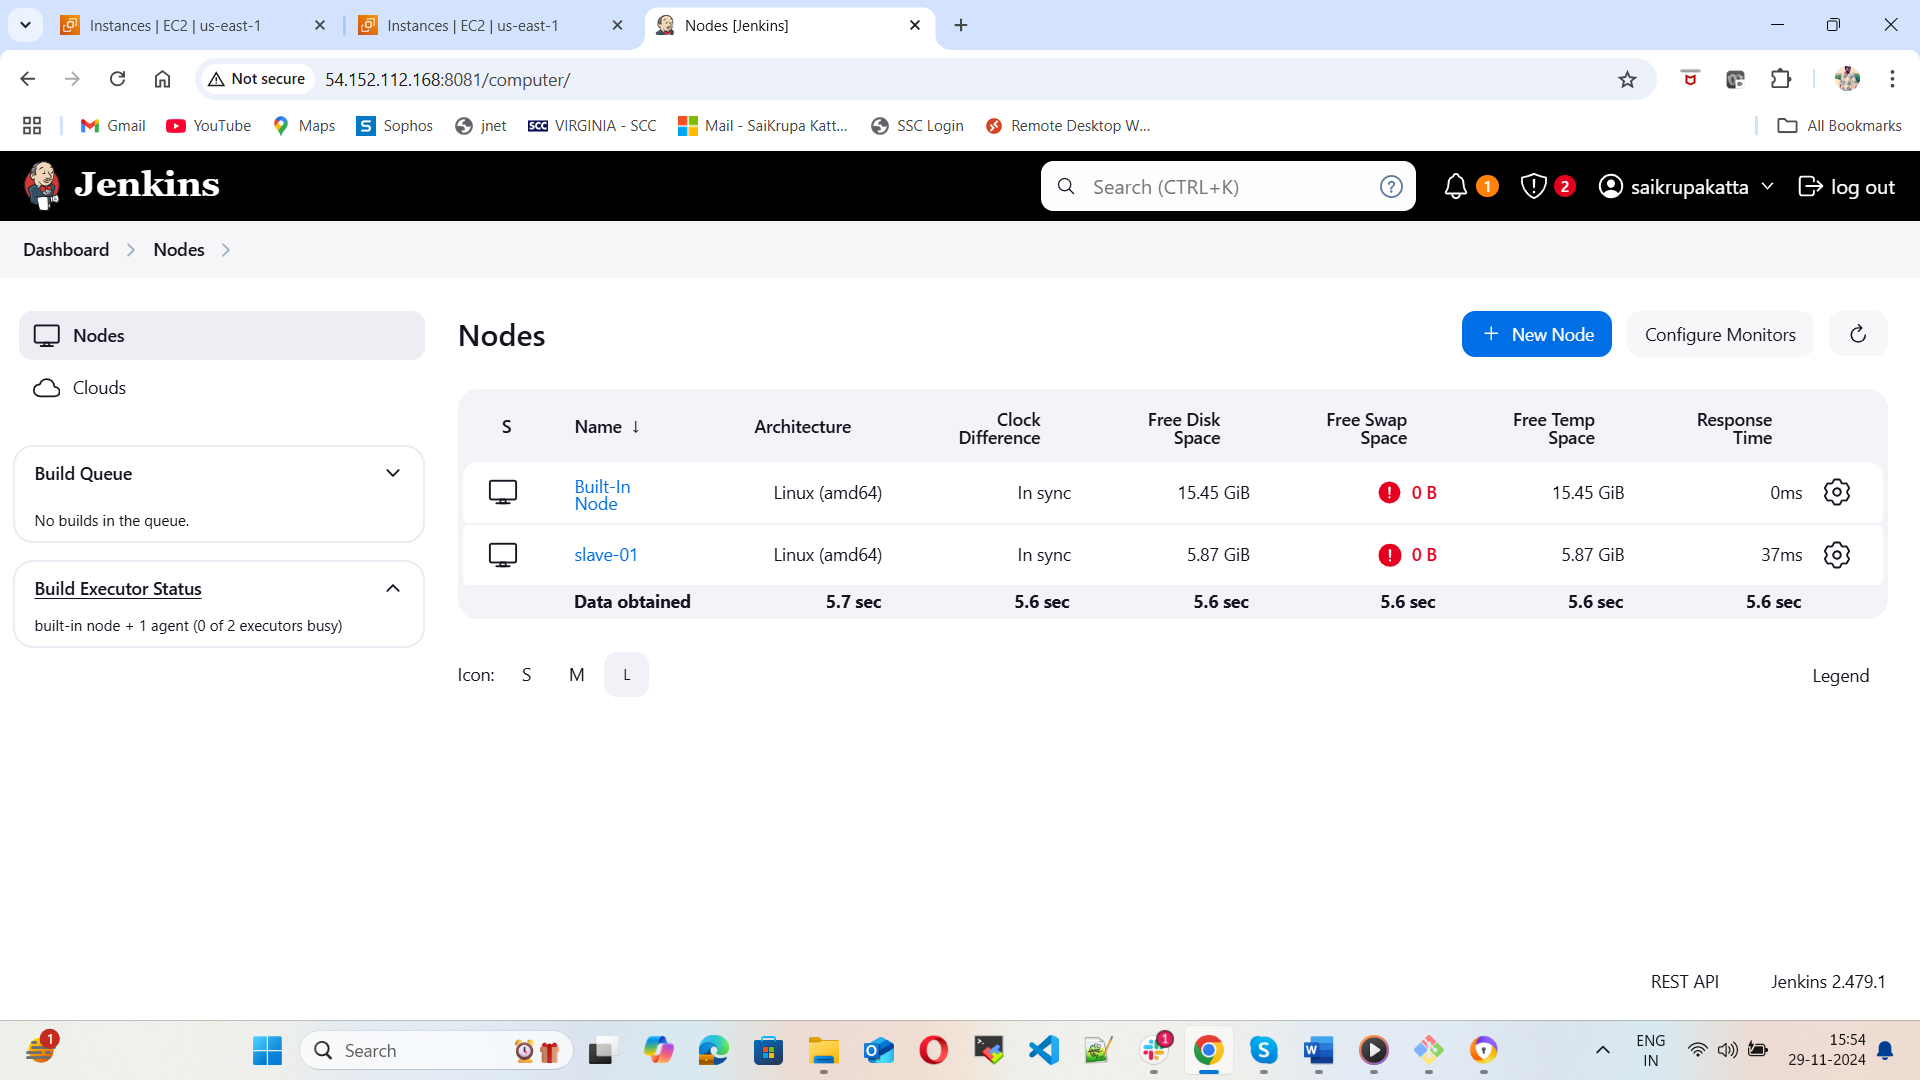 Instances | EC2 | us-east-1
Instances | EC2 | us-east-1
Nodes [Jenkins]
Not secure
54.152.112.168:8081/computer/
Gmail
YouTube
Maps
S Sophos
jnet
SCC VIRGINIA - SCC
Mail - SaiKrupa Katt...
SSC Login
Remote Desktop W...
All Bookmarks
Jenkins
Search (CTRL+K)
?
1
2
saikrupakatta
log out
Dashboard
Nodes
Nodes
Clouds
Build Queue
No builds in the queue.
Build Executor Status
built-in node + 1 agent (0 of 2 executors busy)
Nodes
+ New Node
Configure Monitors
S Name ↓ Architecture Clock Difference Free Disk Space Free Swap Space Free Temp Space Response Time
Built-In Node Linux (amd64) In sync 15.45 GiB ! 0 B 15.45 GiB 0ms
slave-01 Linux (amd64) In sync 5.87 GiB ! 0 B 5.87 GiB 37ms
Data obtained 5.7 sec 5.6 sec 5.6 sec 5.6 sec 5.6 sec 5.6 sec
Icon: S M L
Legend
REST API
Jenkins 2.479.1
1
Search
1
ENG
IN
15:54
29-11-2024